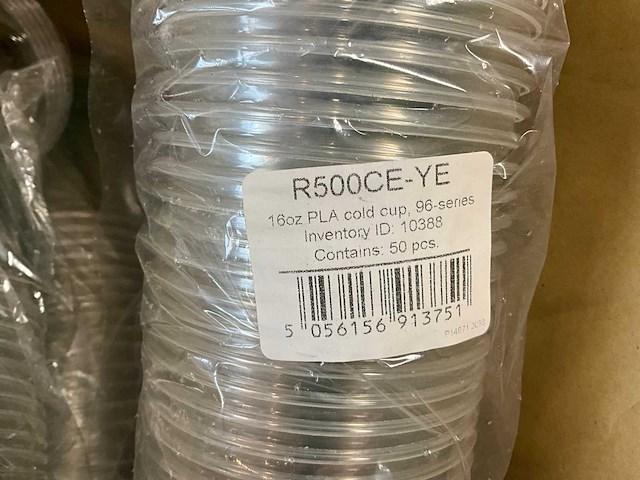 R500CE-YE
16oz PLA cold cup, 96-series
Inventory ID: 10388
Contains: 50 pcs.
5 056156 913751